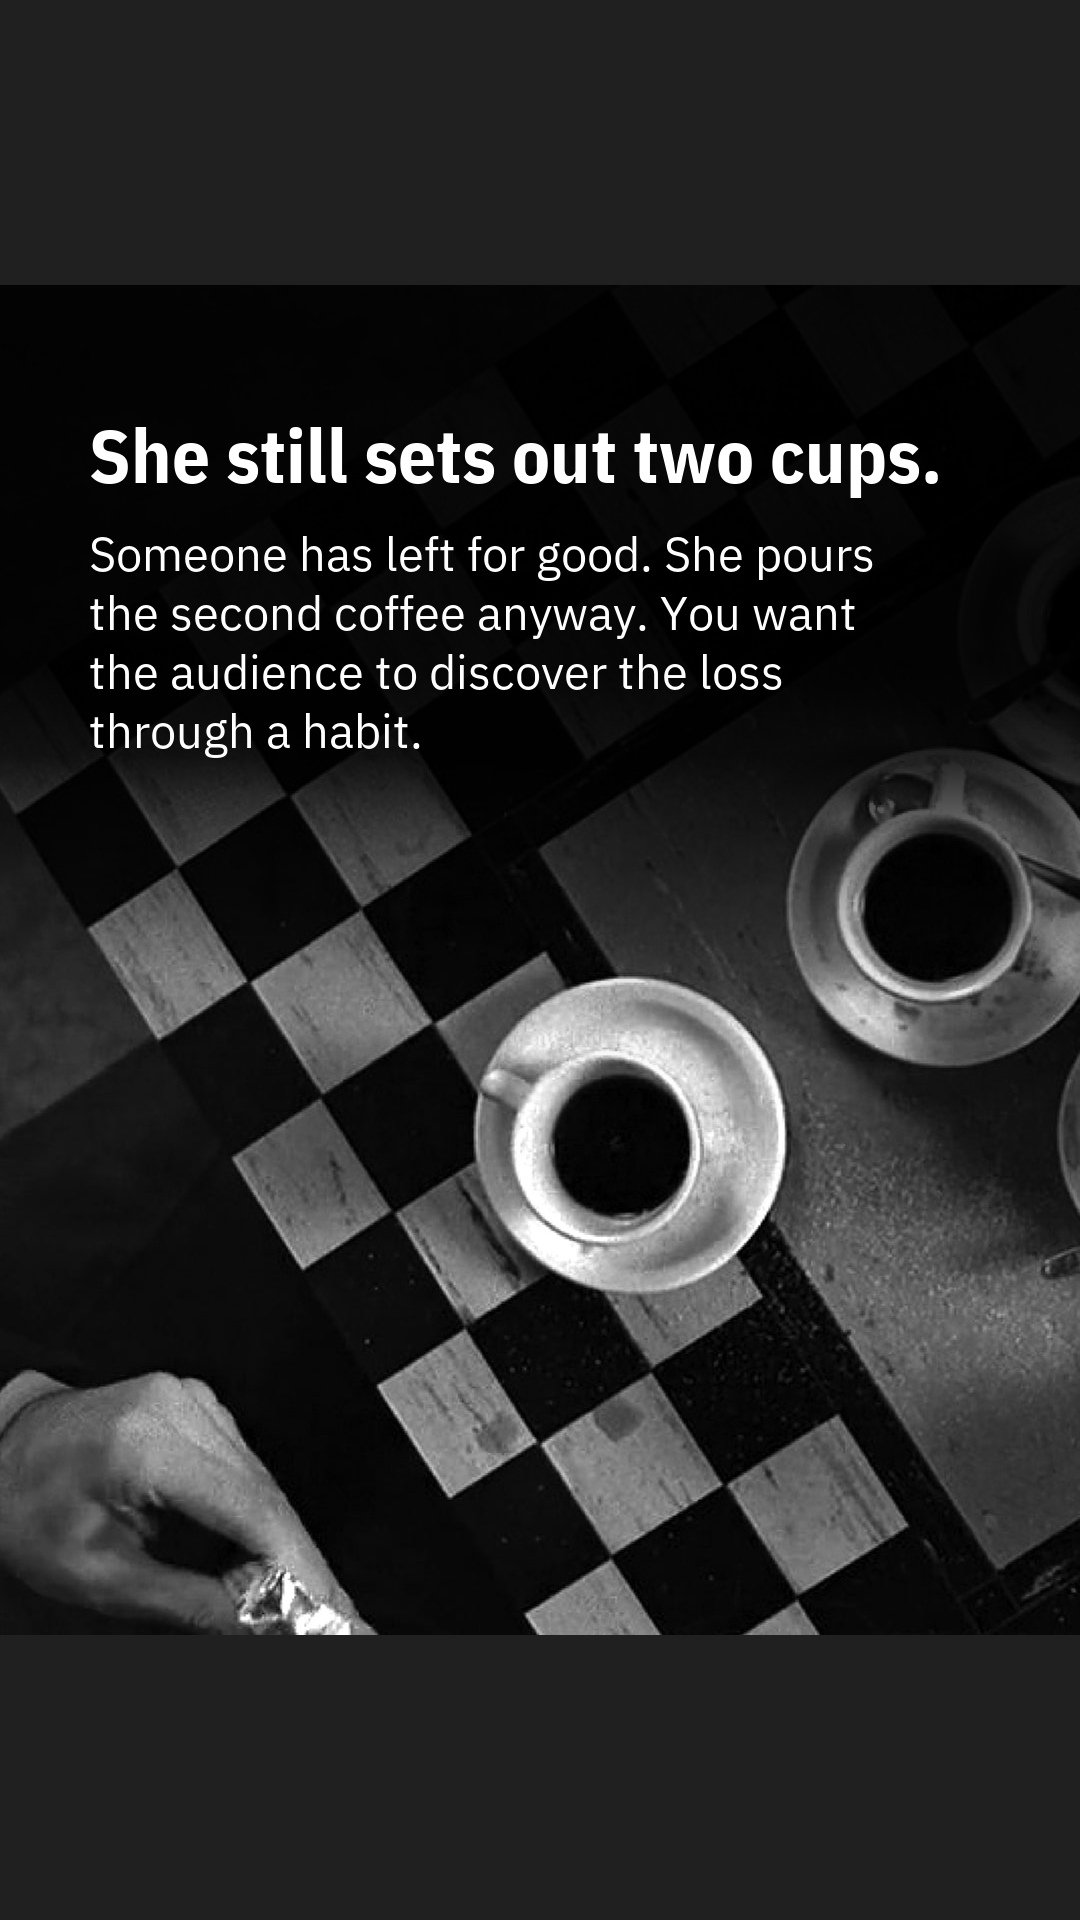 She still sets out two cups.
Someone has left for good. She pours
the second coffee anyway. You want
the audience to discover the loss
through a habit.